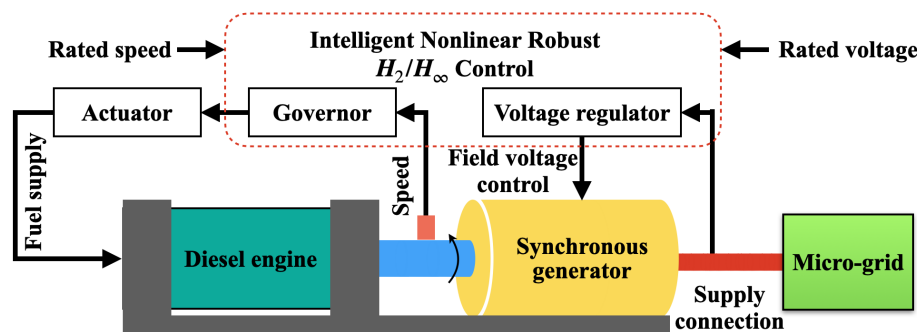 Rated speed
Intelligent Nonlinear Robust
H₂/H∞ Control
Rated voltage
Actuator
Governor
Voltage regulator
Fuel supply
Speed
Field voltage
control
Diesel engine
Synchronous
generator
Micro-grid
Supply
connection